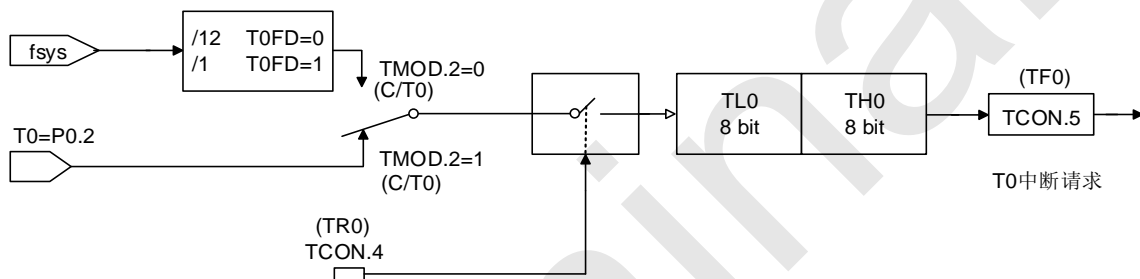 fsys
/12 T0FD=0
/1 T0FD=1
TMOD.2=0
(C/T0)
T0=P0.2
TMOD.2=1
(C/T0)
(TR0)
TCON.4
TL0
8 bit
TH0
8 bit
(TF0)
TCON.5
T0中断请求